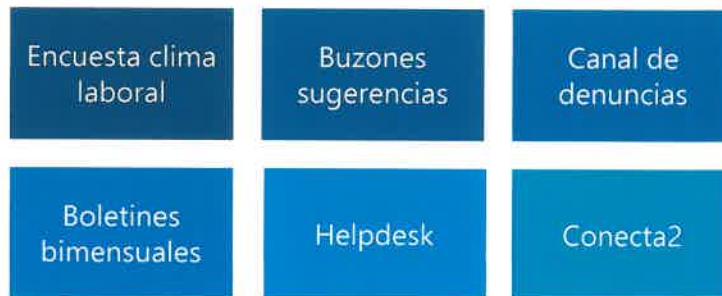 Encuesta clima
laboral
Buzones
sugerencias
Canal de
denuncias
Boletines
bimensuales
Helpdesk
Conecta2